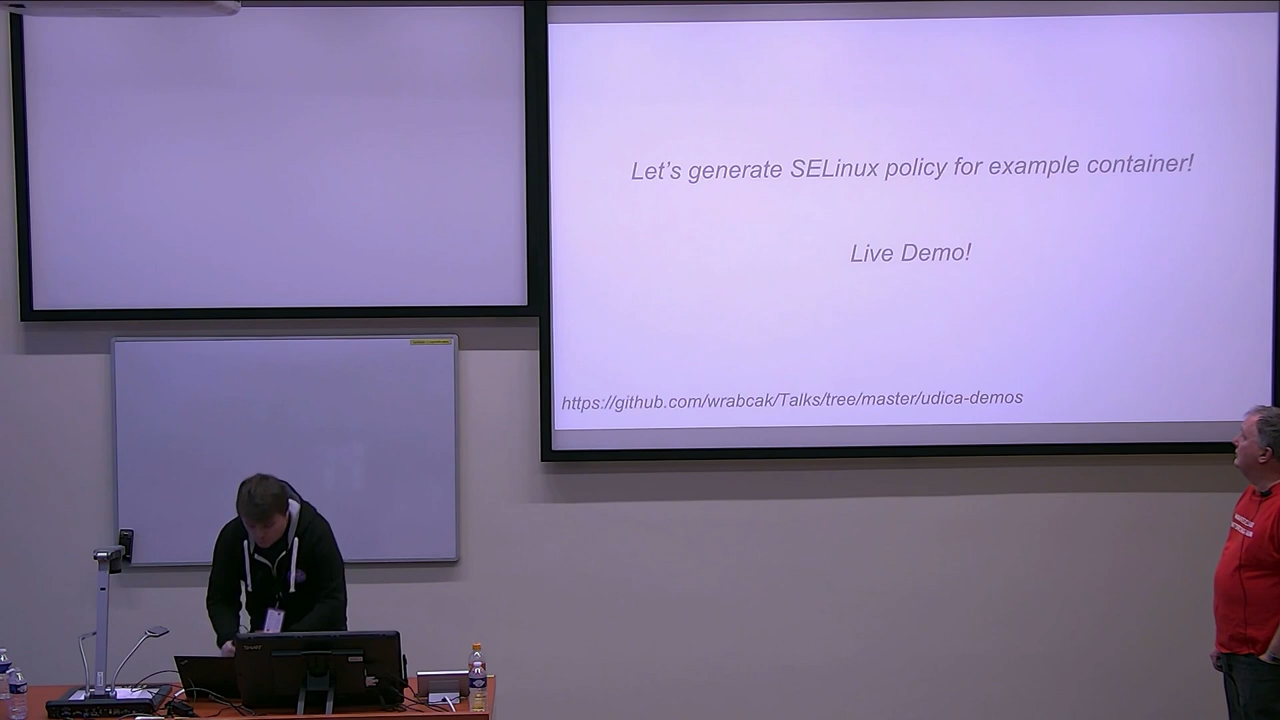 Let's generate SELinux policy for example container!
Live Demo!
https://github.com/wrabcak/Talks/tree/master/udica-demos